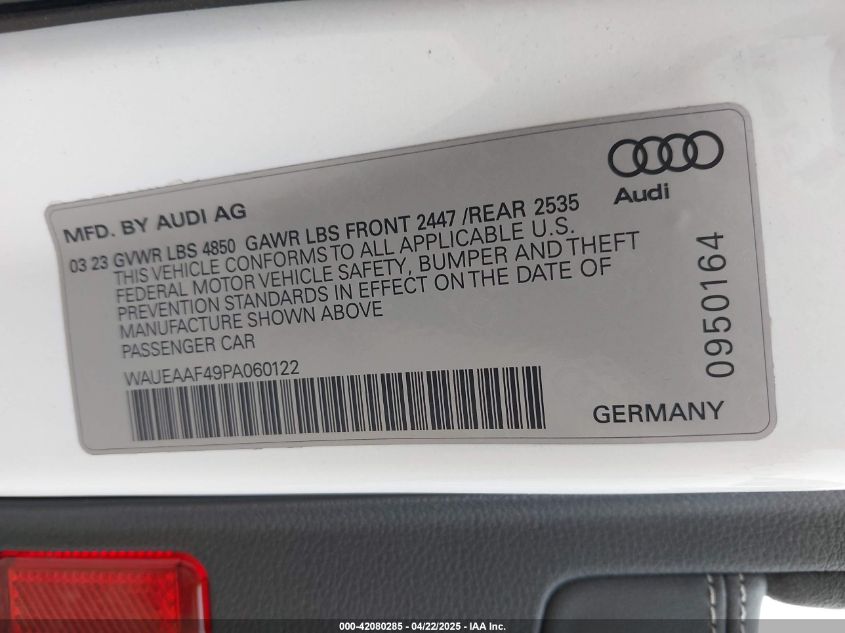 Audi
MFD. BY AUDI AG
03 23 GVWR LBS 4850 GAWR LBS FRONT 2447 /REAR 2535
THIS VEHICLE CONFORMS TO ALL APPLICABLE U.S.
FEDERAL MOTOR VEHICLE SAFETY, BUMPER AND THEFT
PREVENTION STANDARDS IN EFFECT ON THE DATE OF
MANUFACTURE SHOWN ABOVE
PASSENGER CAR
WAUEAAF49PA060122
0950164
GERMANY
000-42080285 - 04/22/2025 - IAA Inc.